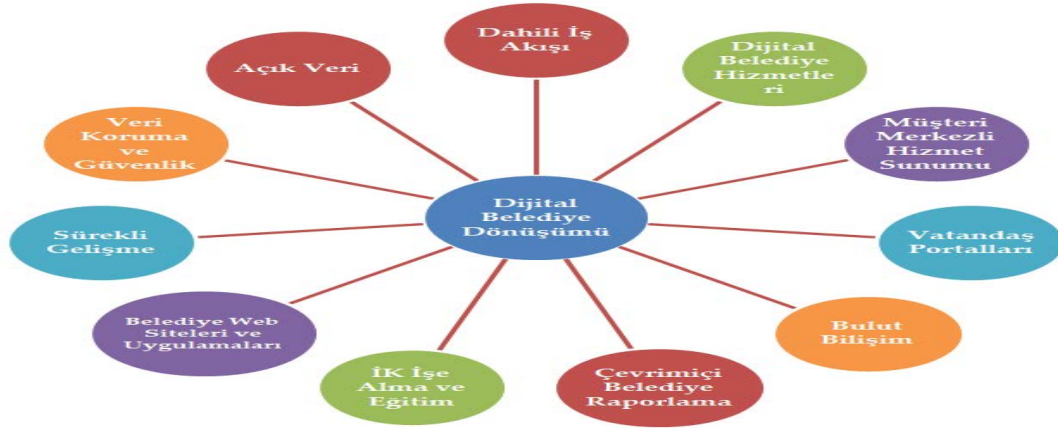 Dahili İş
Akışı
Dijital
Belediye
Hizmetle
ri
Müşteri
Merkezli
Hizmet
Sunumu
Vatandaş
Portalları
Bulut
Bilişim
Çevrimiçi
Belediye
Raporlama
İK İşe
Alma ve
Eğitim
Belediye Web
Siteleri ve
Uygulamaları
Sürekli
Gelişme
Veri
Koruma
ve
Güvenlik
Açık Veri
Dijital
Belediye
Dönüşümü